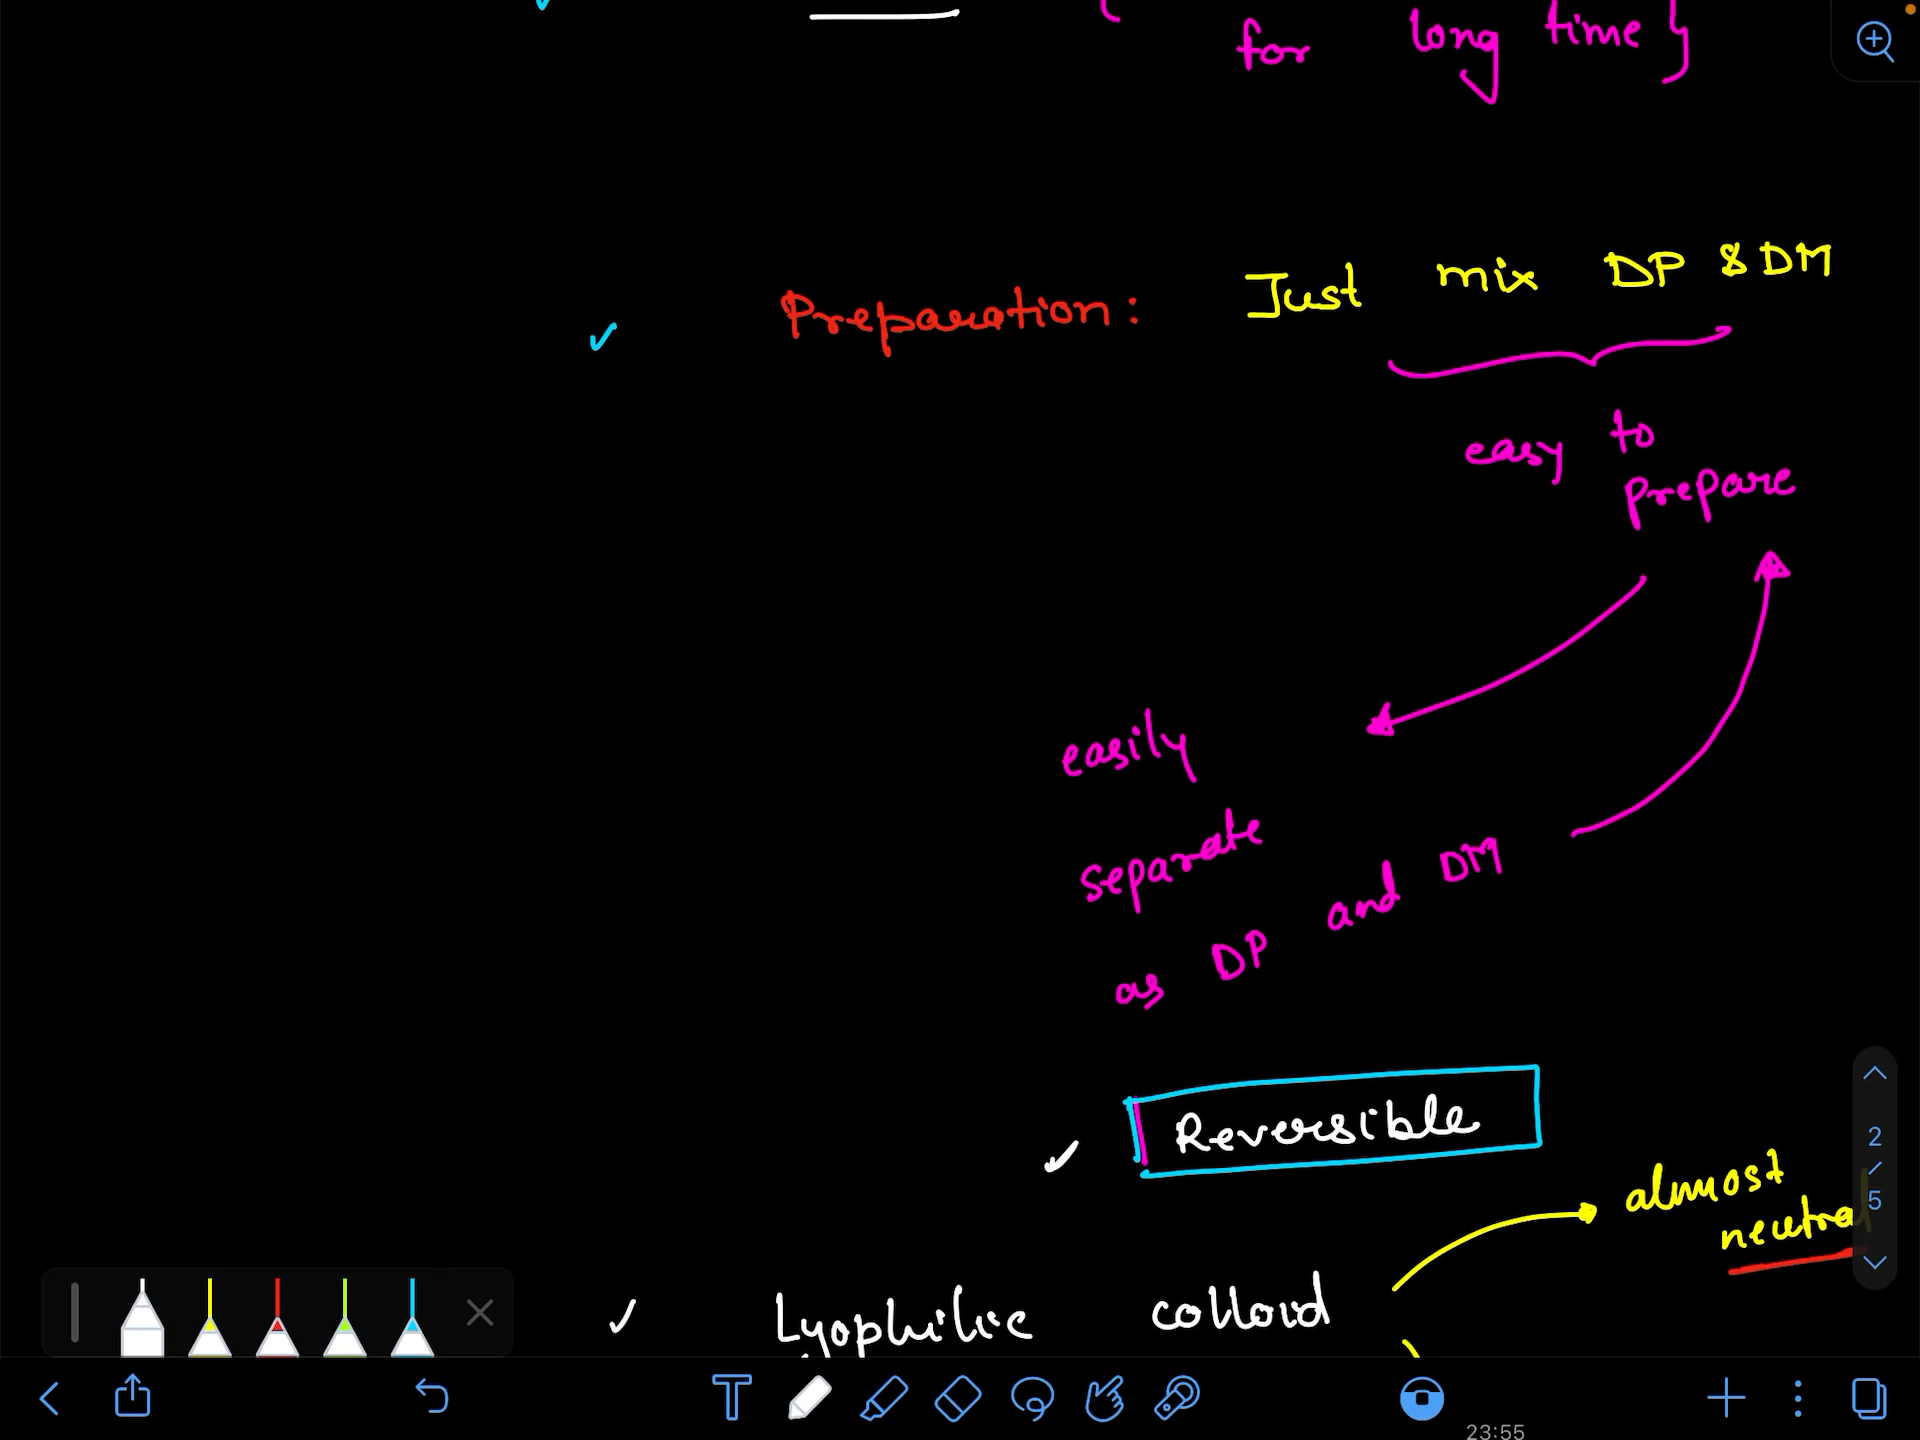 for long time}
Preparation: Just mix DP & DM
easy to
prepare
easily
separate
as DP and DM
Reversible
almost
neutral
Lyophilic colloid
2
5
23:55